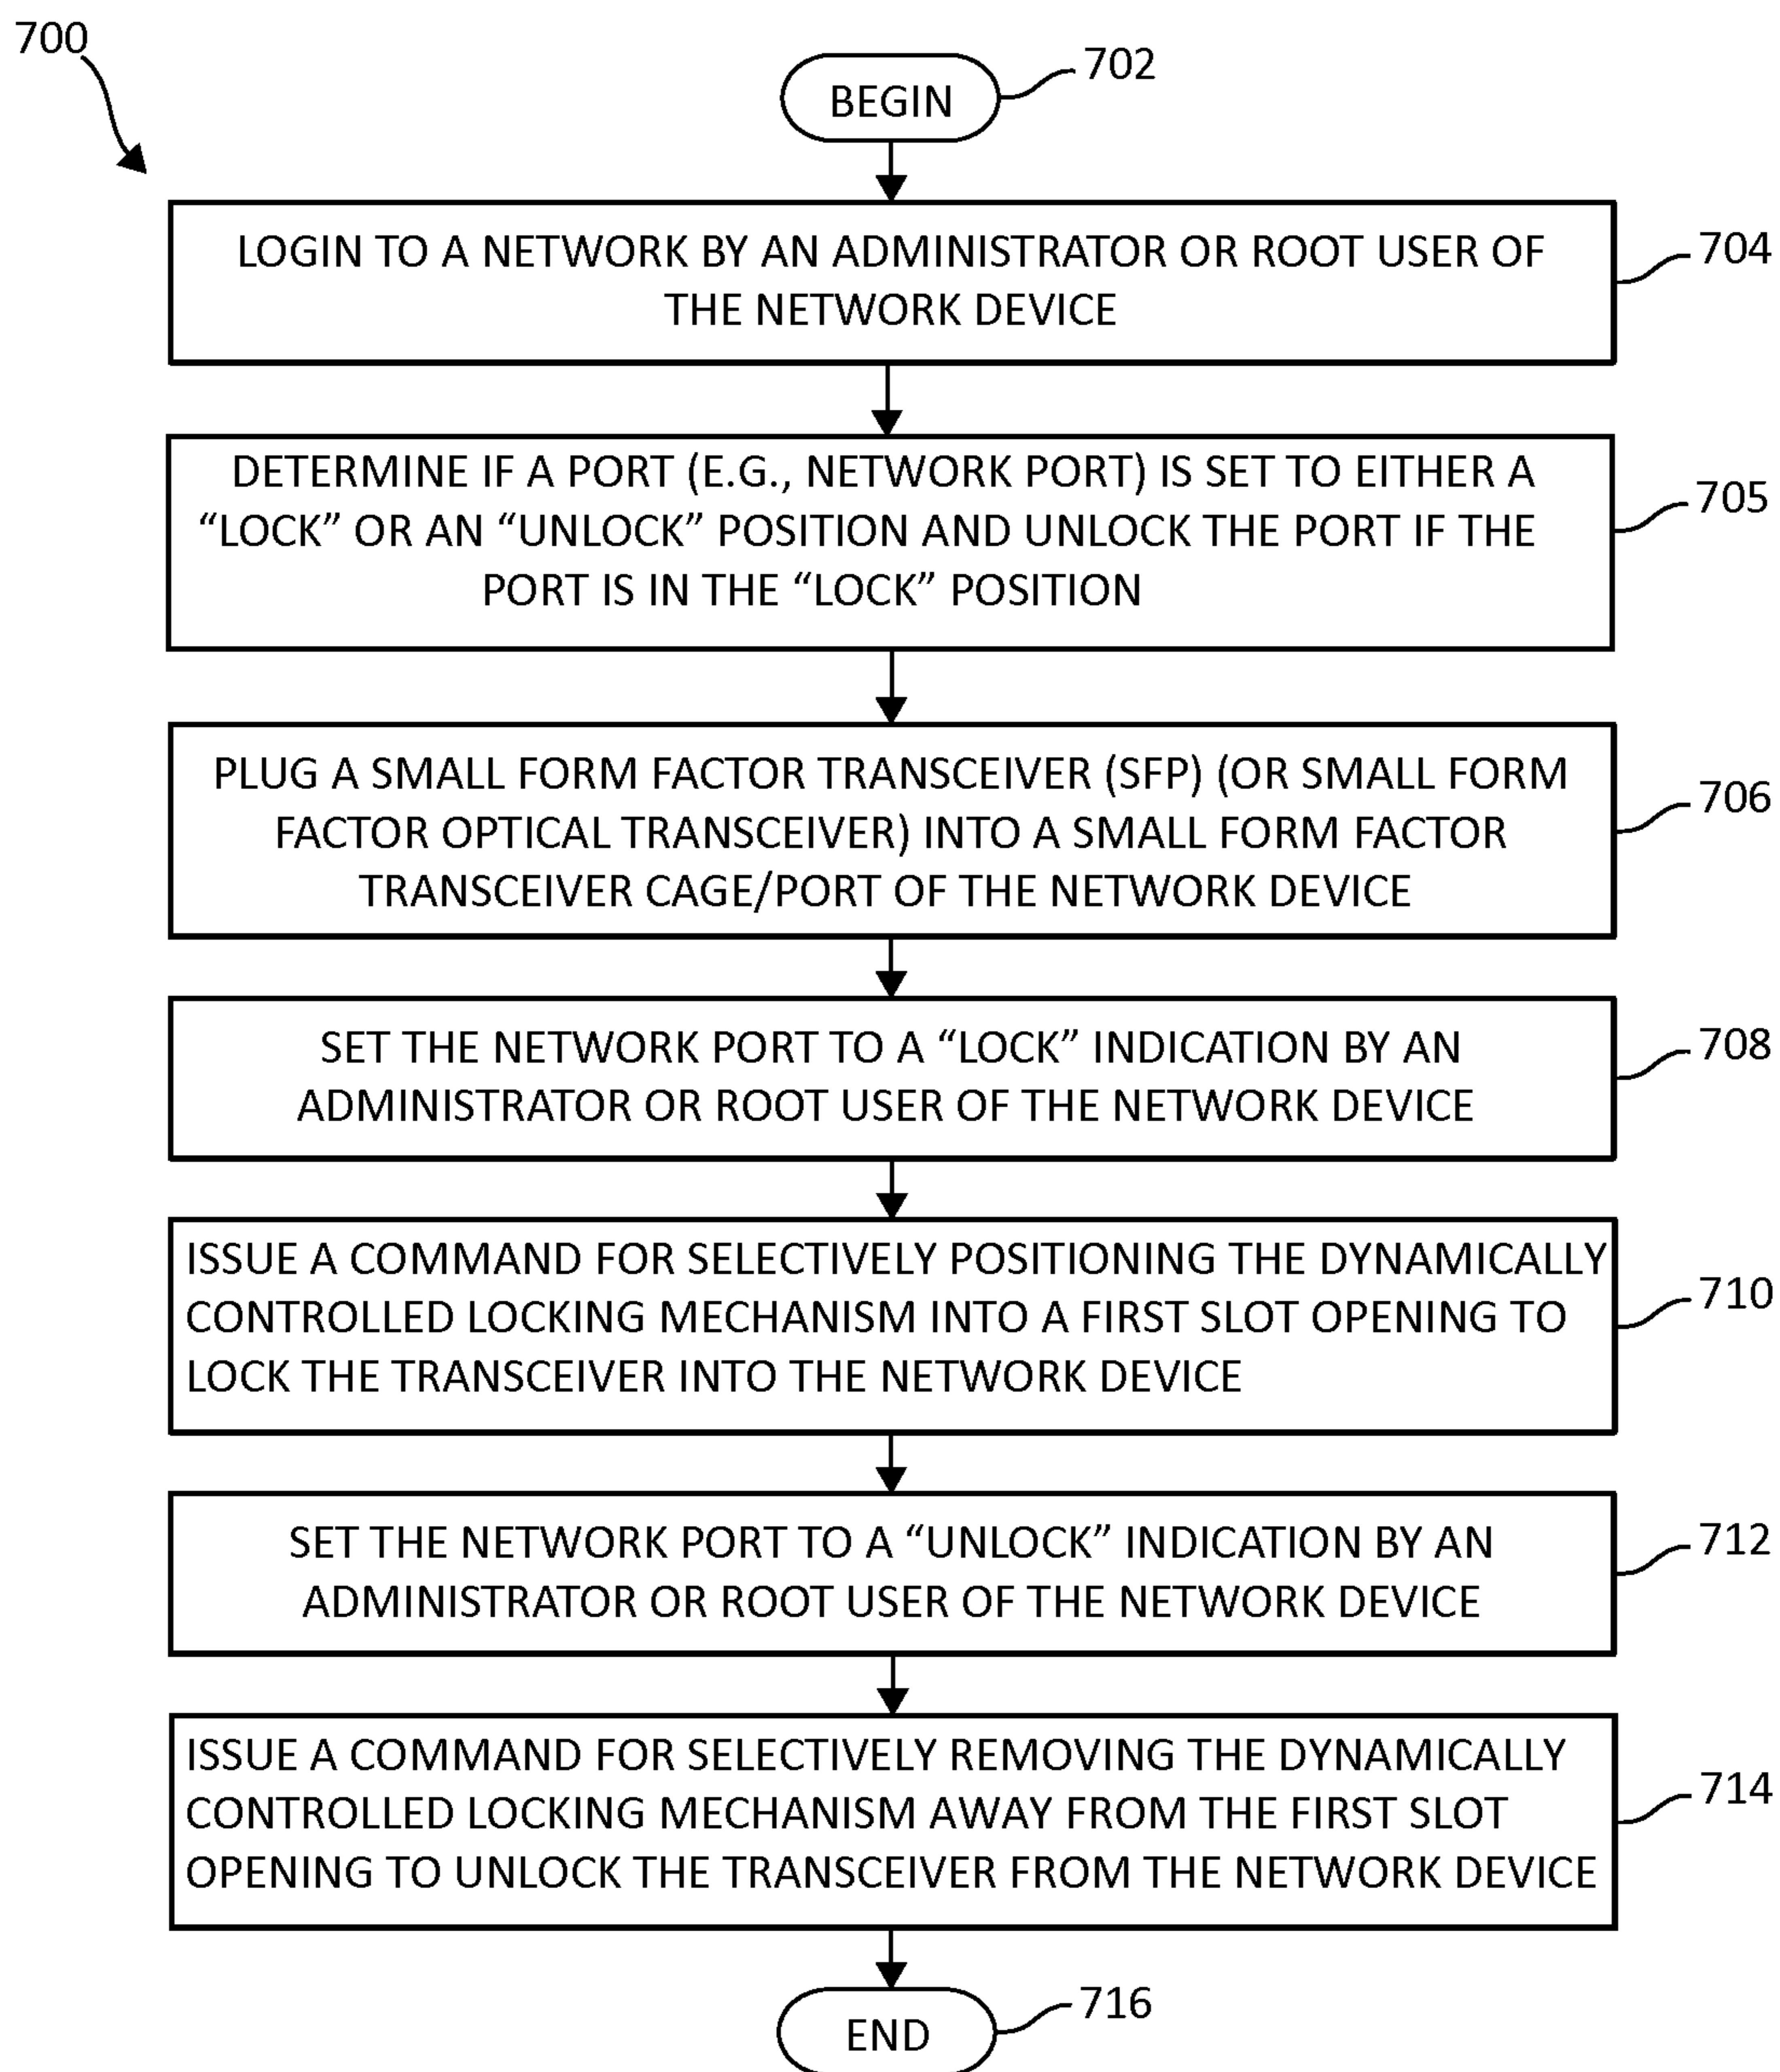 700
BEGIN
702
LOGIN TO A NETWORK BY AN ADMINISTRATOR OR ROOT USER OF
THE NETWORK DEVICE
704
DETERMINE IF A PORT (E.G., NETWORK PORT) IS SET TO EITHER A
“LOCK” OR AN “UNLOCK” POSITION AND UNLOCK THE PORT IF THE
PORT IS IN THE “LOCK” POSITION
705
PLUG A SMALL FORM FACTOR TRANSCEIVER (SFP) (OR SMALL FORM
FACTOR OPTICAL TRANSCEIVER) INTO A SMALL FORM FACTOR
TRANSCEIVER CAGE/PORT OF THE NETWORK DEVICE
706
SET THE NETWORK PORT TO A “LOCK” INDICATION BY AN
ADMINISTRATOR OR ROOT USER OF THE NETWORK DEVICE
708
ISSUE A COMMAND FOR SELECTIVELY POSITIONING THE DYNAMICALLY
CONTROLLED LOCKING MECHANISM INTO A FIRST SLOT OPENING TO
LOCK THE TRANSCEIVER INTO THE NETWORK DEVICE
710
SET THE NETWORK PORT TO A “UNLOCK” INDICATION BY AN
ADMINISTRATOR OR ROOT USER OF THE NETWORK DEVICE
712
ISSUE A COMMAND FOR SELECTIVELY REMOVING THE DYNAMICALLY
CONTROLLED LOCKING MECHANISM AWAY FROM THE FIRST SLOT
OPENING TO UNLOCK THE TRANSCEIVER FROM THE NETWORK DEVICE
714
END
716